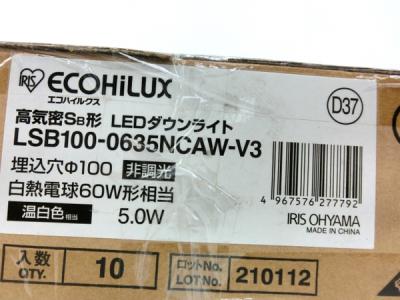 IRIS ECOHiLUX
エコハイルクス
D37
高気密SB形 LEDダウンライト
LSB100-0635NCAW-V3
埋込穴Φ100 非調光
白熱電球60W形相当
温白色相当 5.0W
4 967576 277792
IRIS OHYAMA
入数 QTY. 10 ロットNo. LOT No. 210112